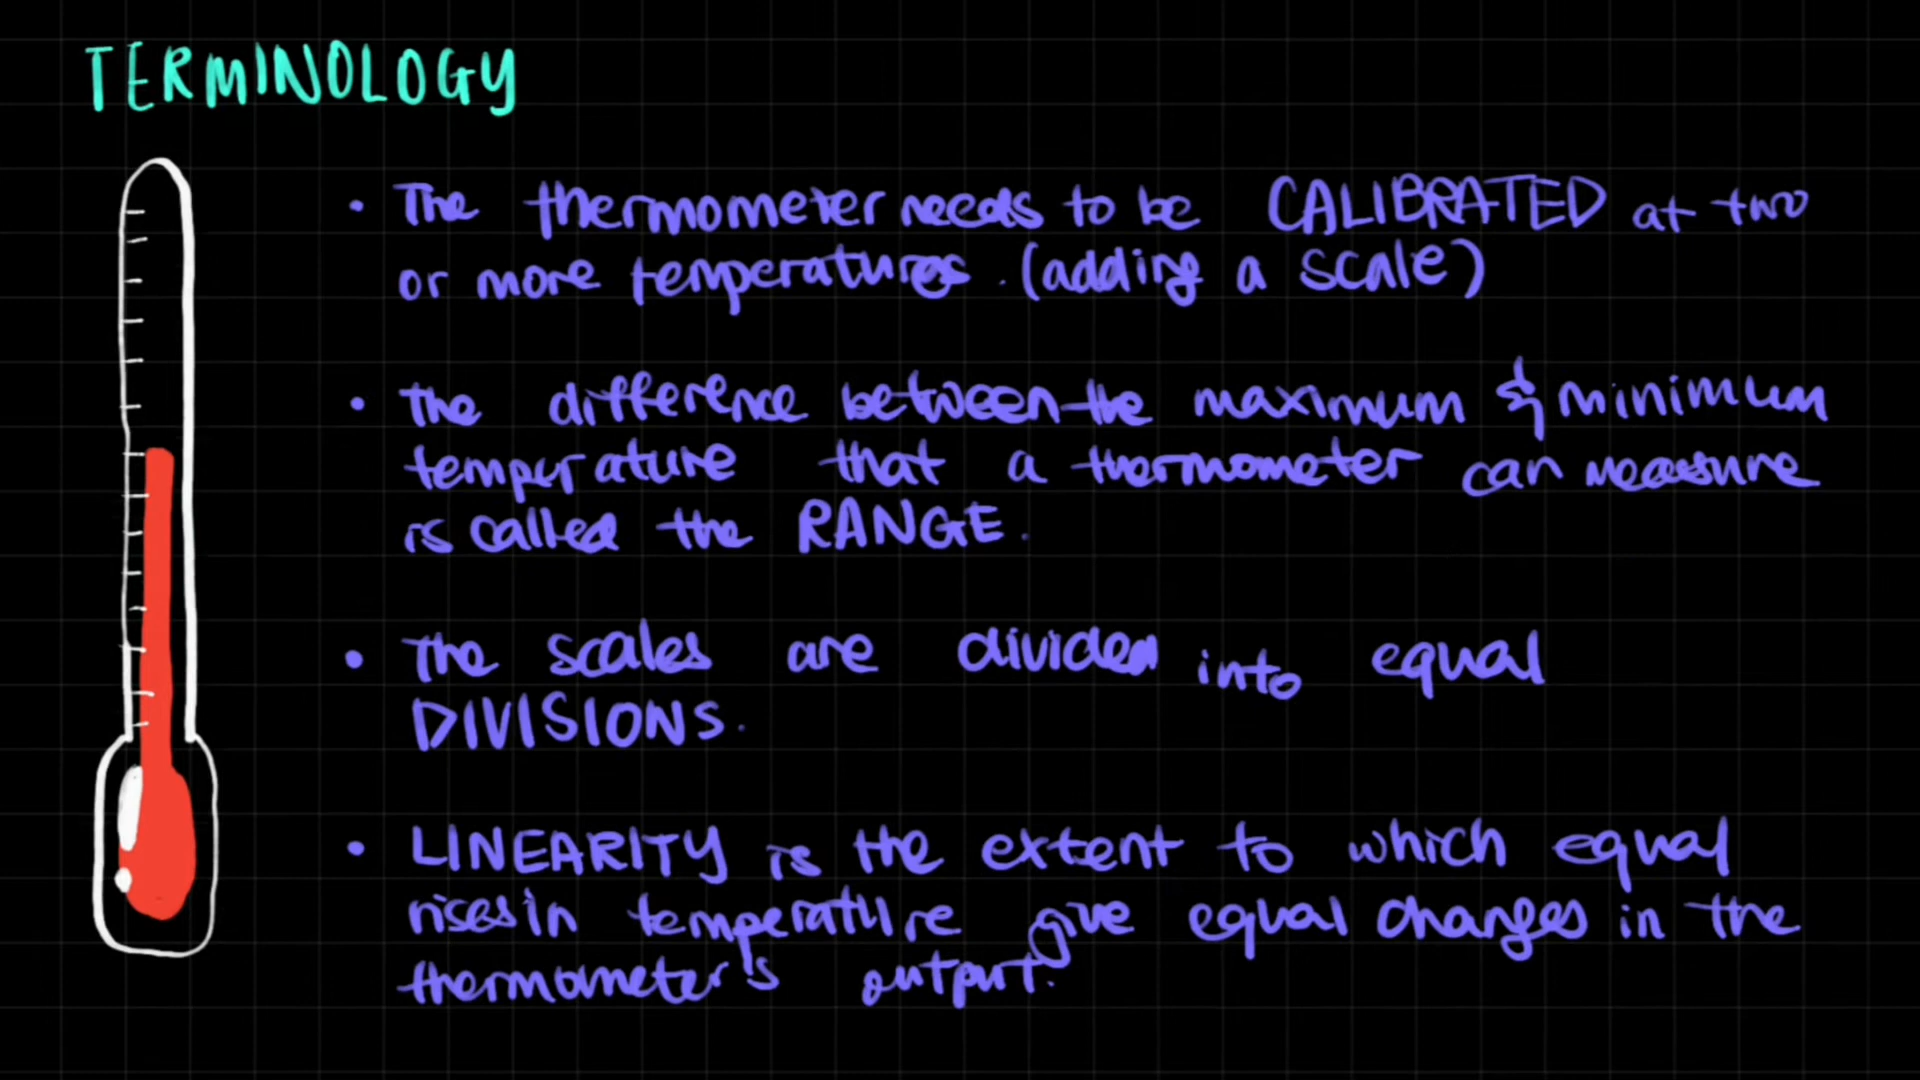 TERMINOLOGY
• The thermometer needs to be CALIBRATED at two
or more temperatures. (adding a scale)
• The difference between the maximum & minimum
temperature that a thermometer can measure
is called the RANGE.
• The scales are divided into equal
DIVISIONS.
• LINEARITY is the extent to which equal
rises in temperature give equal changes in the
thermometer's output.